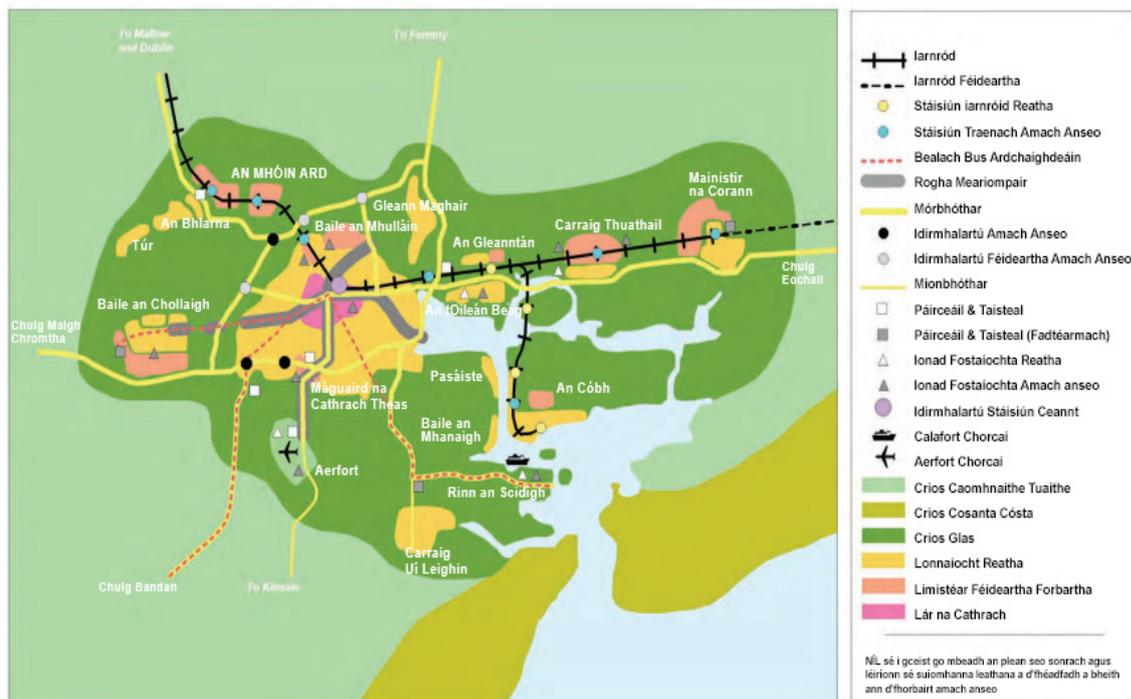 To Mallow
and Dublin
To Fermoy
AN MHÓIN ARD
Mainistir
na Corann
Gleann Maghair
An Bhlarna
Baile an Mhulláin
Carraig Thuathail
An Gleanntán
Túr
Chuig
Eochall
Baile an Chollaigh
An tOileán Beag
Chuig Maigh
Chromtha
Pasáiste
An Cóbh
Máguaird na
Cathrach Theas
Baile an
Mhanaigh
Aerfort
Rinn an Scidigh
Carraig
Uí Leighin
Chuig Bandan
To Kinsale
Iarnród
Iarnród Féideartha
Stáisiún iarnróid Reatha
Stáisiún Traenach Amach Anseo
Bealach Bus Ardchaighdeáin
Rogha Meariompair
Mórbhóthar
Idirmhalartú Amach Anseo
Idirmhalartú Féideartha Amach Anseo
Mionbhóthar
Páirceáil & Taisteal
Páirceáil & Taisteal (Fadtéarmach)
Ionad Fostaíochta Reatha
Ionad Fostaíochta Amach anseo
Idirmhalartú Stáisiún Ceannt
Calafort Chorcaí
Aerfort Chorcaí
Crios Caomhnaithe Tuaithe
Crios Cosanta Cósta
Crios Glas
Lonnaíocht Reatha
Limistéar Féideartha Forbartha
Lár na Cathrach
NÍL sé i gceist go mbeadh an plean seo sonrach agus
léiríonn sé suíomhanna leathana a d'fhéadfadh a bheith
ann d'fhorbairt amach anseo